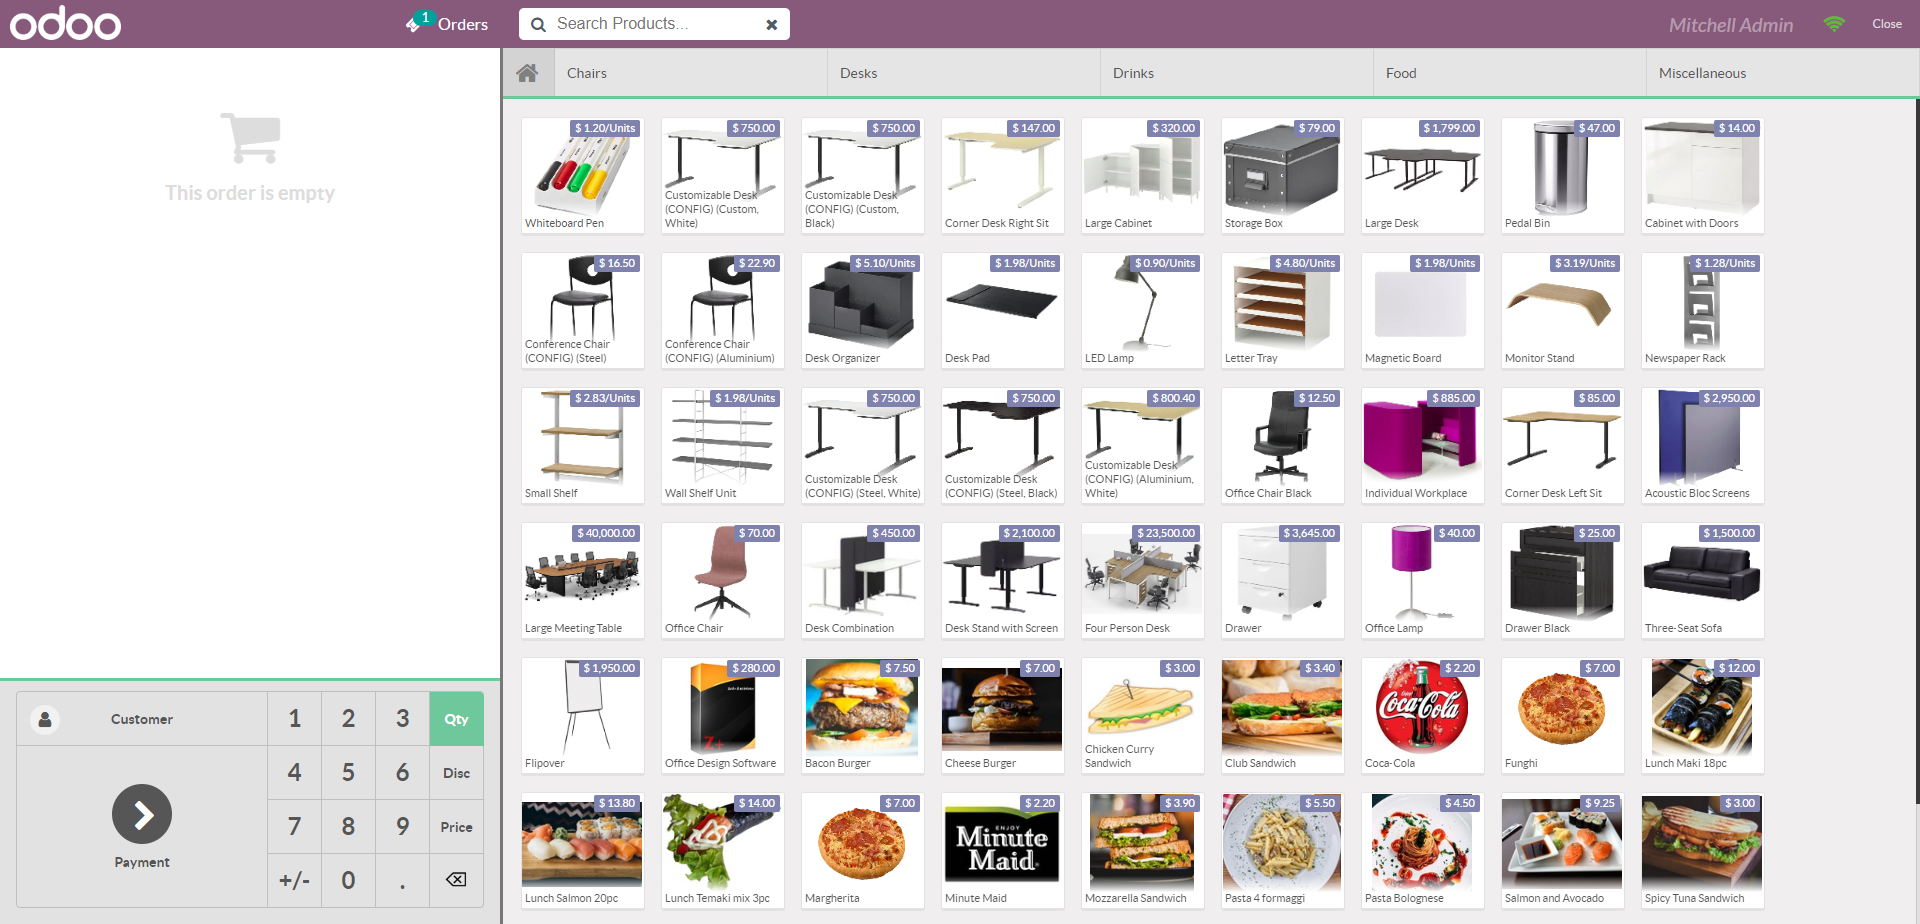 odoo
1
Orders
Search Products...
Mitchell Admin
Close
Chairs
Desks
Drinks
Food
Miscellaneous
This order is empty
$ 1.20/Units
Whiteboard Pen
$ 750.00
Customizable Desk
(CONFIG) (Custom,
White)
$ 750.00
Customizable Desk
(CONFIG) (Custom,
Black)
$ 147.00
Corner Desk Right Sit
$ 320.00
Large Cabinet
$ 79.00
Storage Box
$ 1,799.00
Large Desk
$ 47.00
Pedal Bin
$ 14.00
Cabinet with Doors
$ 16.50
Conference Chair
(CONFIG) (Steel)
$ 22.90
Conference Chair
(CONFIG) (Aluminium)
$ 5.10/Units
Desk Organizer
$ 1.98/Units
Desk Pad
$ 0.90/Units
LED Lamp
$ 4.80/Units
Letter Tray
$ 1.98/Units
Magnetic Board
$ 3.19/Units
Monitor Stand
$ 1.28/Units
Newspaper Rack
$ 2.83/Units
Small Shelf
$ 1.98/Units
Wall Shelf Unit
$ 750.00
Customizable Desk
(CONFIG) (Steel, White)
$ 750.00
Customizable Desk
(CONFIG) (Steel, Black)
$ 800.40
Customizable Desk
(CONFIG) (Aluminium,
White)
$ 12.50
Office Chair Black
$ 885.00
Individual Workplace
$ 85.00
Corner Desk Left Sit
$ 2,950.00
Acoustic Bloc Screens
$ 40,000.00
Large Meeting Table
$ 70.00
Office Chair
$ 450.00
Desk Combination
$ 2,100.00
Desk Stand with Screen
$ 23,500.00
Four Person Desk
$ 3,645.00
Drawer
$ 40.00
Office Lamp
$ 25.00
Drawer Black
$ 1,500.00
Three-Seat Sofa
$ 1,950.00
Flipover
$ 280.00
Z+
Office Design Software
$ 7.50
Bacon Burger
$ 7.00
Cheese Burger
$ 3.00
Chicken Curry
Sandwich
$ 3.40
Club Sandwich
$ 2.20
Coca-Cola
Coca-Cola
$ 7.00
Funghi
$ 12.00
Lunch Maki 18pc
$ 13.80
Lunch Salmon 20pc
$ 14.00
Lunch Temaki mix 3pc
$ 7.00
Margherita
$ 2.20
ENJOY
Minute
Maid
Minute Maid
$ 3.90
Mozzarella Sandwich
$ 5.50
Pasta 4 formaggi
$ 4.50
Pasta Bolognese
$ 9.25
Salmon and Avocado
$ 3.00
Spicy Tuna Sandwich
Customer
1
2
3
Qty
4
5
6
Disc
7
8
9
Price
+/-
0
.
Payment